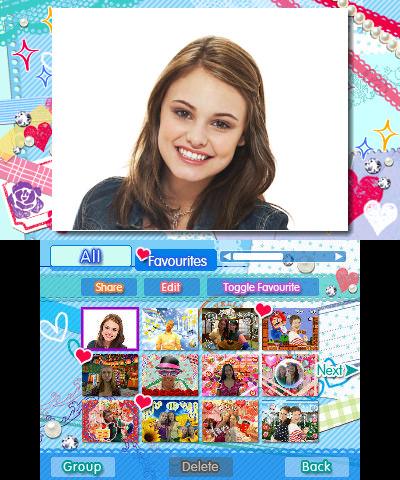 All
Favourites
Share
Edit
Toggle Favourite
Next
Group
Delete
Back